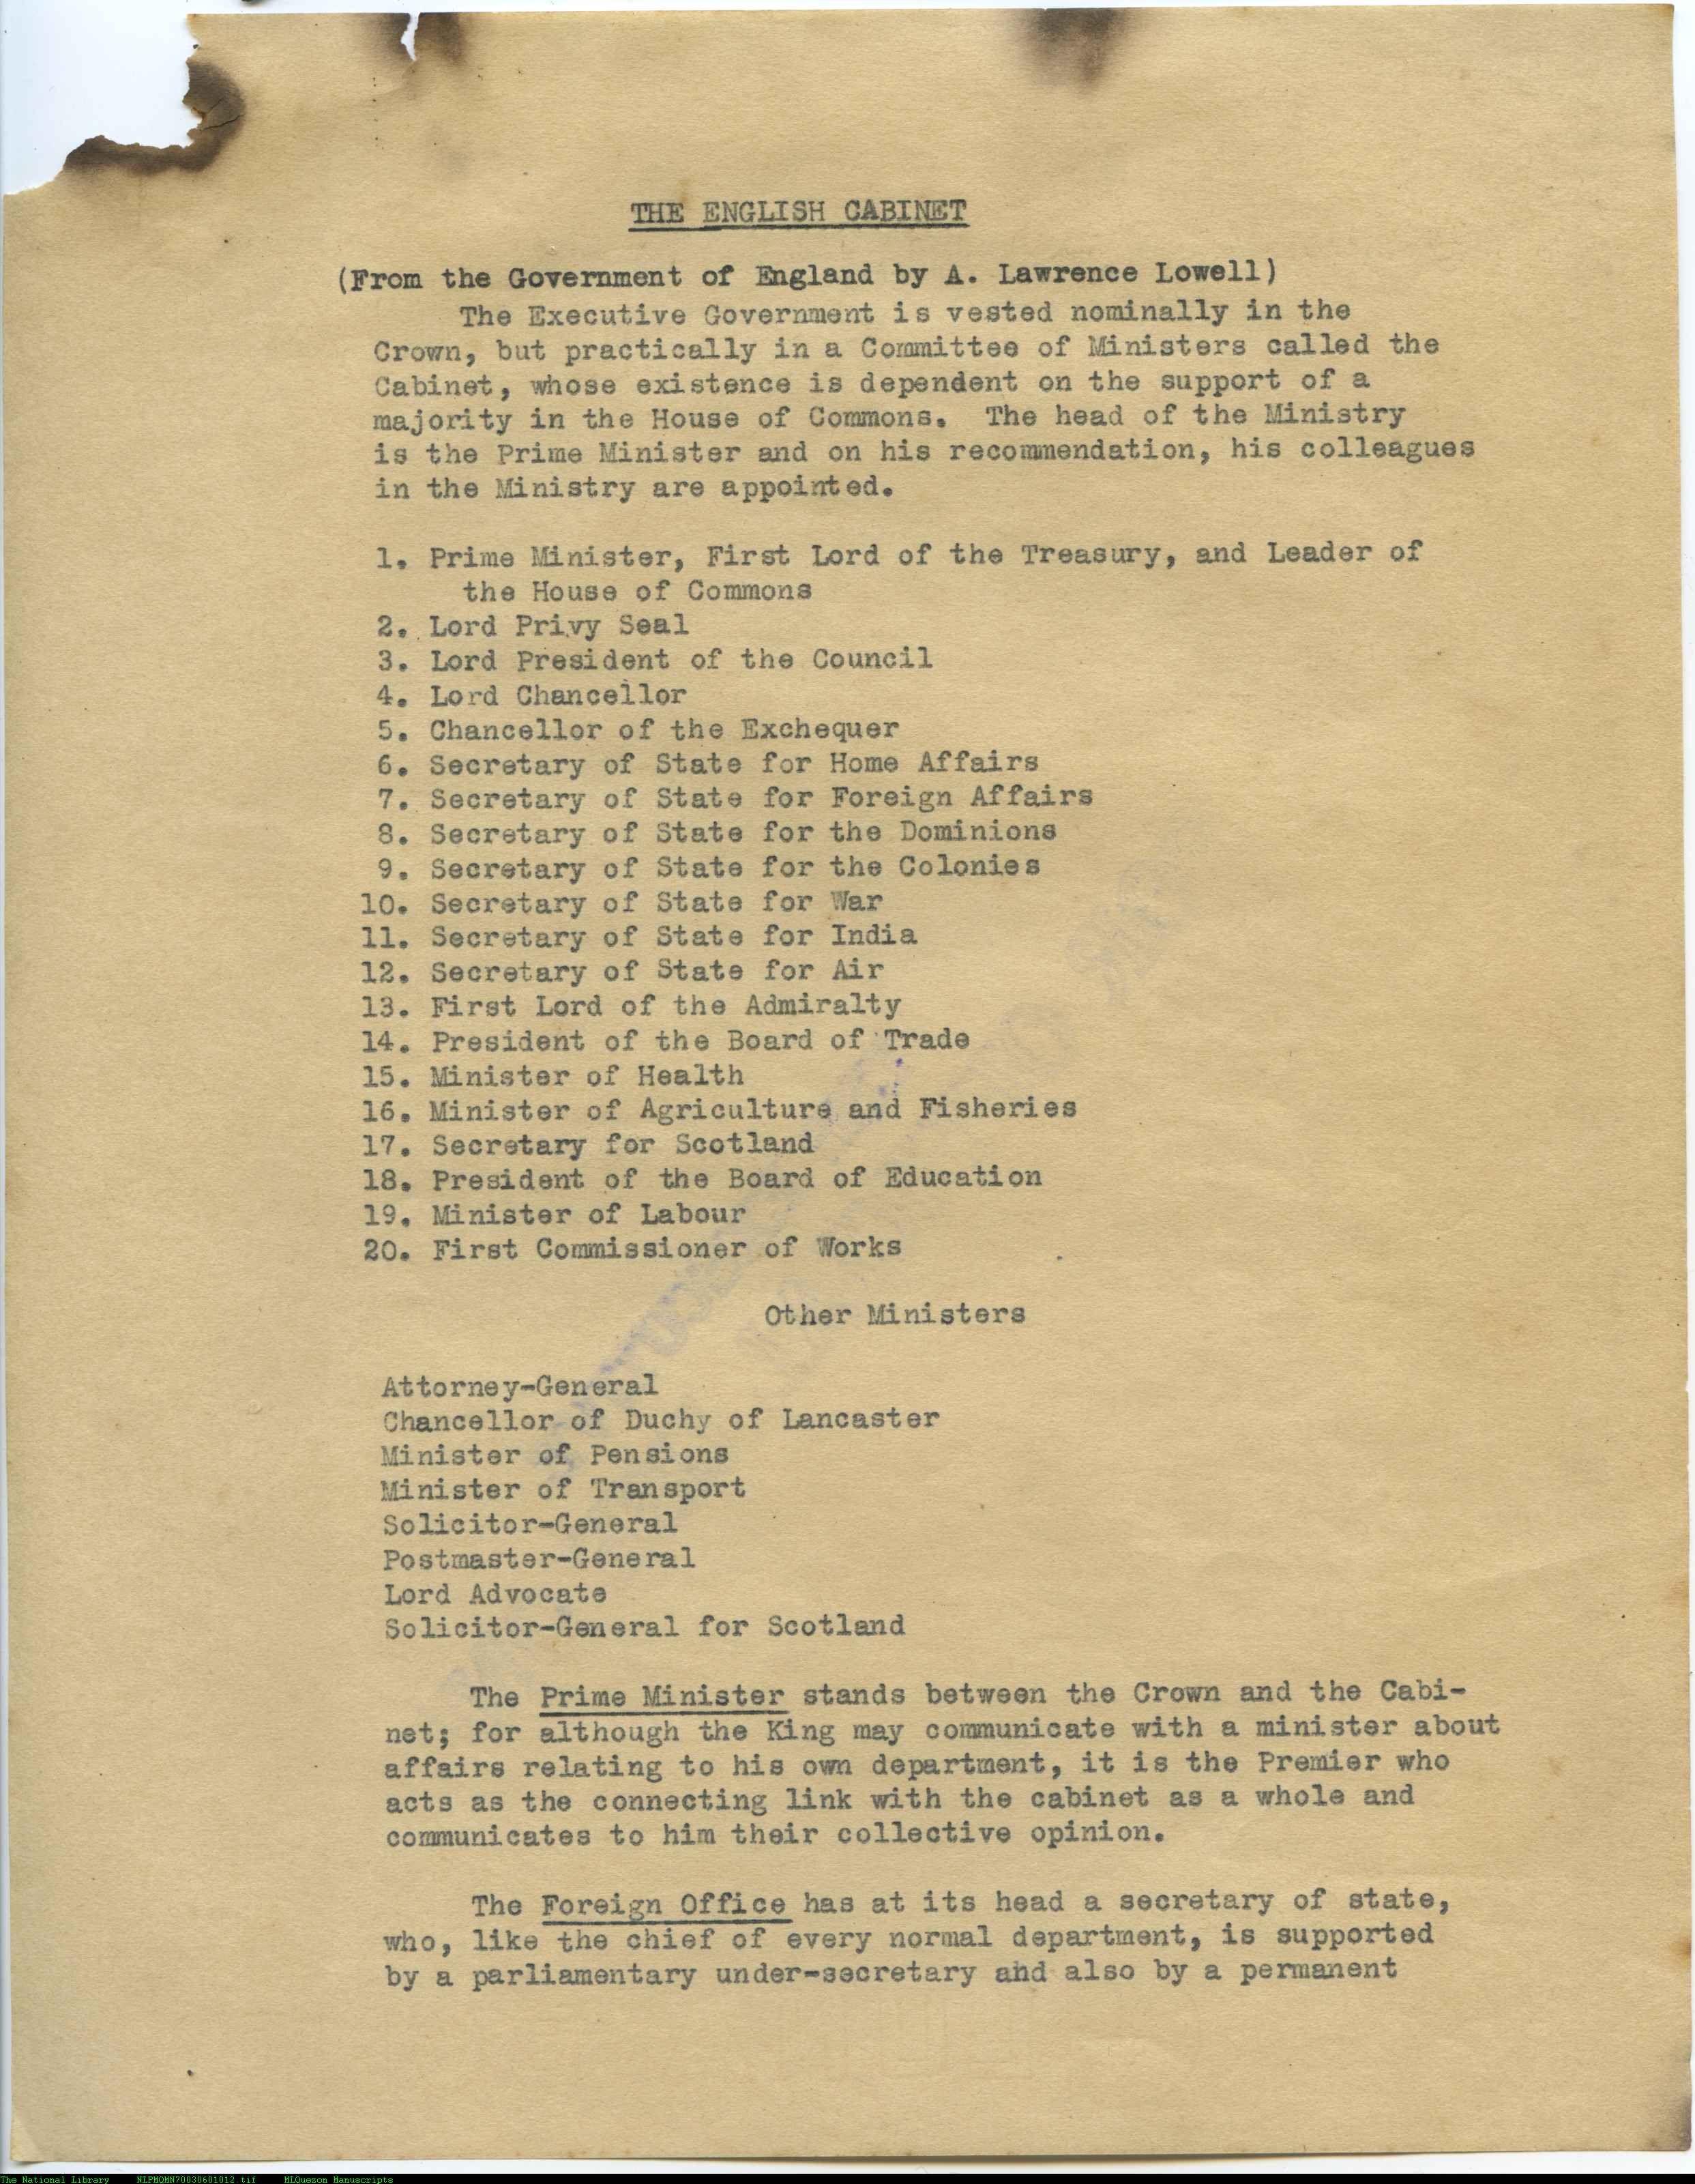 THE ENGLISH CABINET
(From the Government of England by A. Lawrence Lowell)
The Executive Government is vested nominally in the
Crown, but practically in a Committee of Ministers called the
Cabinet, whose existence is dependent on the support of a
majority in the House of Commons. The head of the Ministry
is the Prime Minister and on his recommendation, his colleagues
in the Ministry are appointed.
1. Prime Minister, First Lord of the Treasury, and Leader of
the House of Commons
2. Lord Privy Seal
3. Lord President of the Council
4. Lord Chancellor
5. Chancellor of the Exchequer
6. Secretary of State for Home Affairs
7. Secretary of State for Foreign Affairs
8. Secretary of State for the Dominions
9. Secretary of State for the Colonies
10. Secretary of State for War
11. Secretary of State for India
12. Secretary of State for Air
13. First Lord of the Admiralty
14. President of the Board of Trade
15. Minister of Health
16. Minister of Agriculture and Fisheries
17. Secretary for Scotland
18. President of the Board of Education
19. Minister of Labour
20. First Commissioner of Works
Other Ministers
Attorney-General
Chancellor of Duchy of Lancaster
Minister of Pensions
Minister of Transport
Solicitor-General
Postmaster-General
Lord Advocate
Solicitor-General for Scotland
The Prime Minister stands between the Crown and the Cabi-
net; for although the King may communicate with a minister about
affairs relating to his own department, it is the Premier who
acts as the connecting link with the cabinet as a whole and
communicates to him their collective opinion.
The Foreign Office has at its head a secretary of state,
who, like the chief of every normal department, is supported
by a parliamentary under-secretary and also by a permanent
The National Library NLPMQMN70030601012.tif MLQuezon Manuscripts